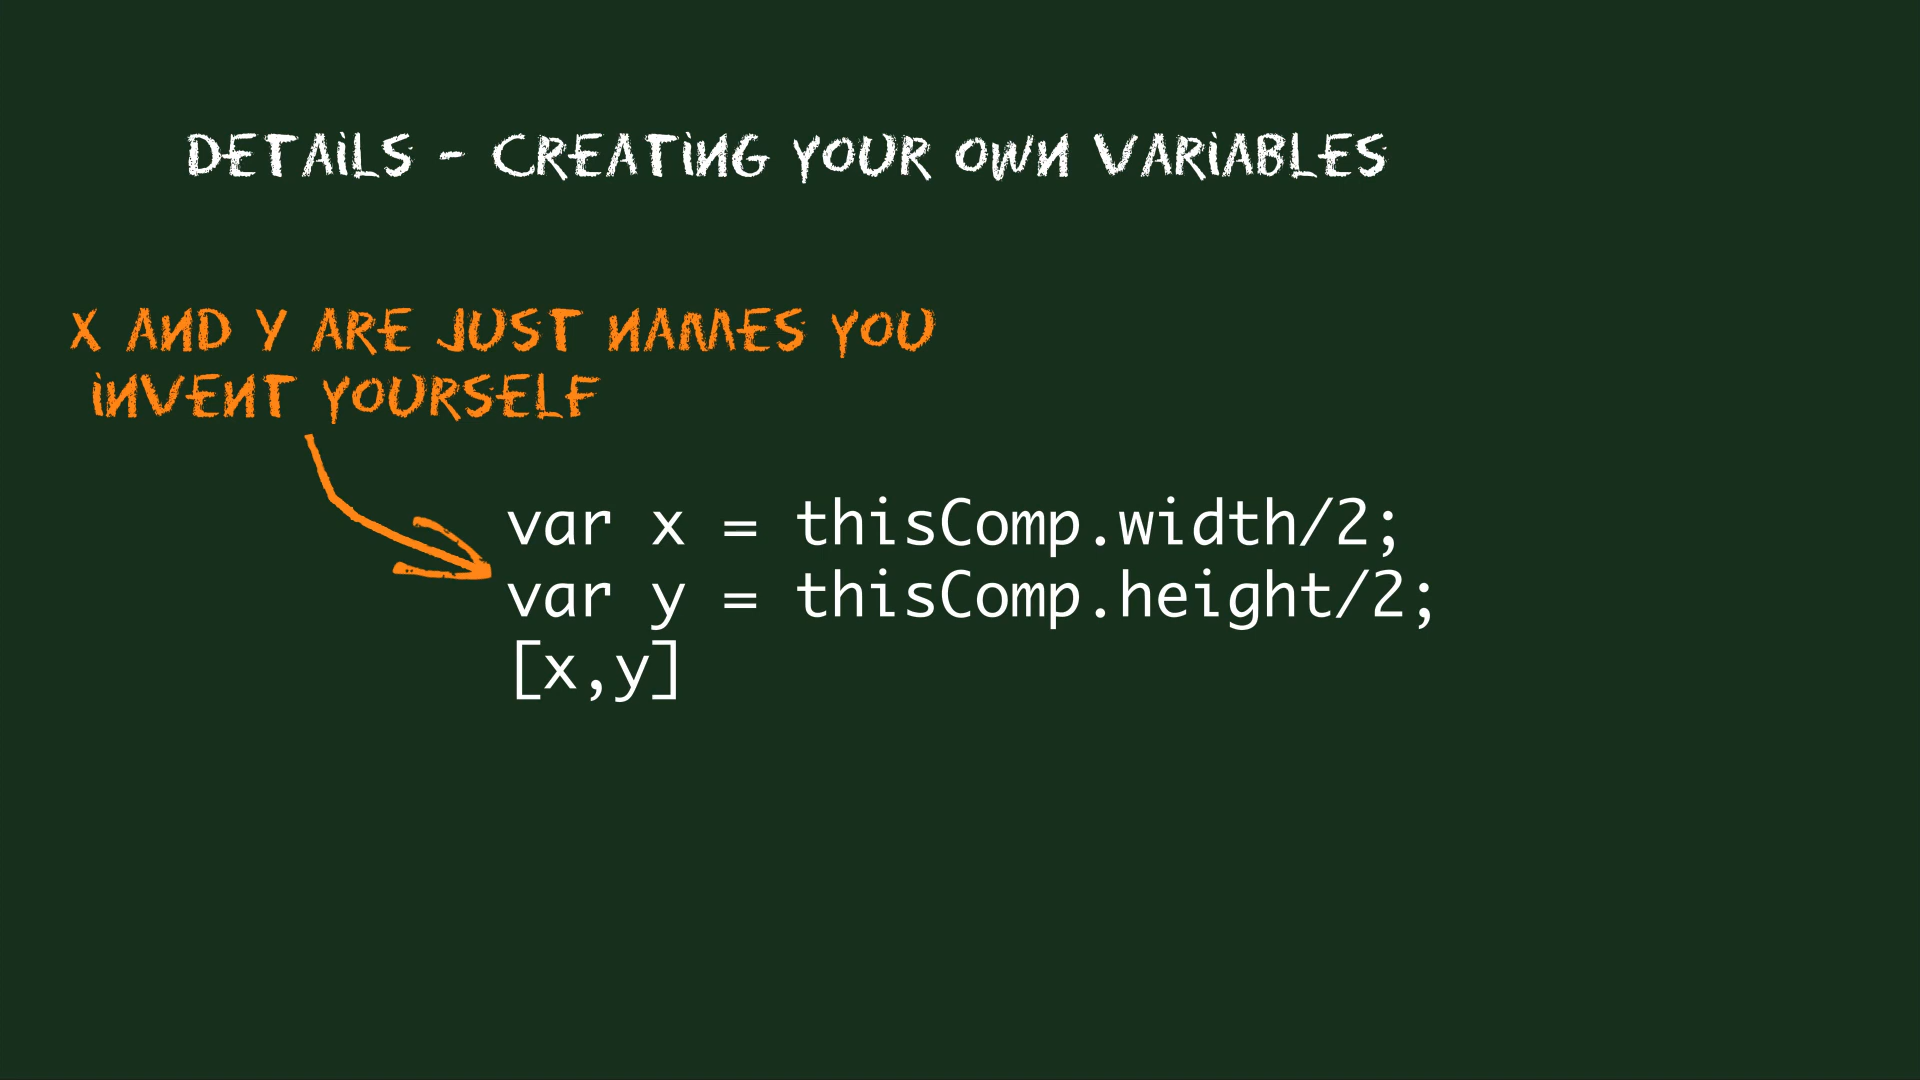 DETAILS - CREATING YOUR OWN VARIABLES
X AND Y ARE JUST NAMES YOU
INVENT YOURSELF
var x = thisComp.width/2;
var y = thisComp.height/2;
[x,y]